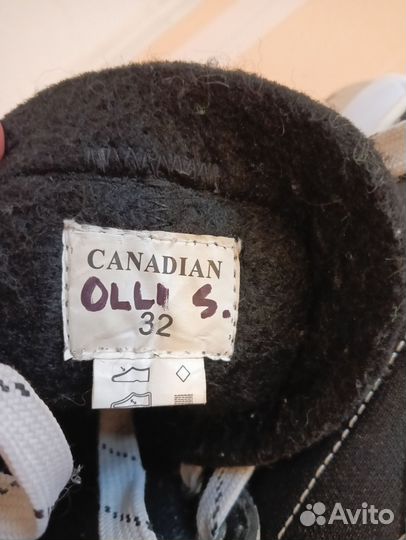 CANADIAN
OLLI S.
32
Avito